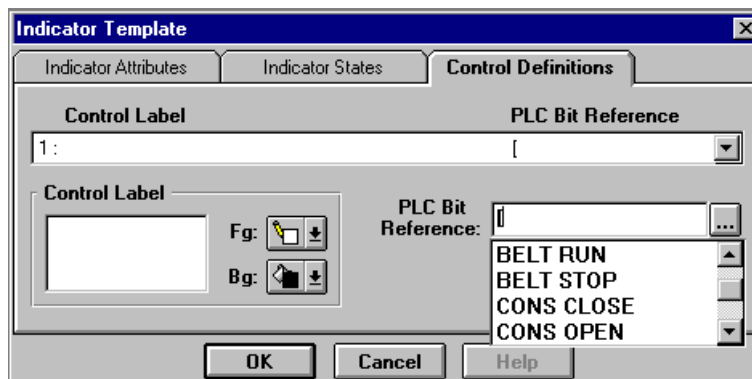 Indicator Template
Indicator Attributes Indicator States Control Definitions
Control Label PLC Bit Reference
1 : [
Control Label
Fg:
Bg:
PLC Bit
Reference: [
...
BELT RUN
BELT STOP
CONS CLOSE
CONS OPEN
OK Cancel Help